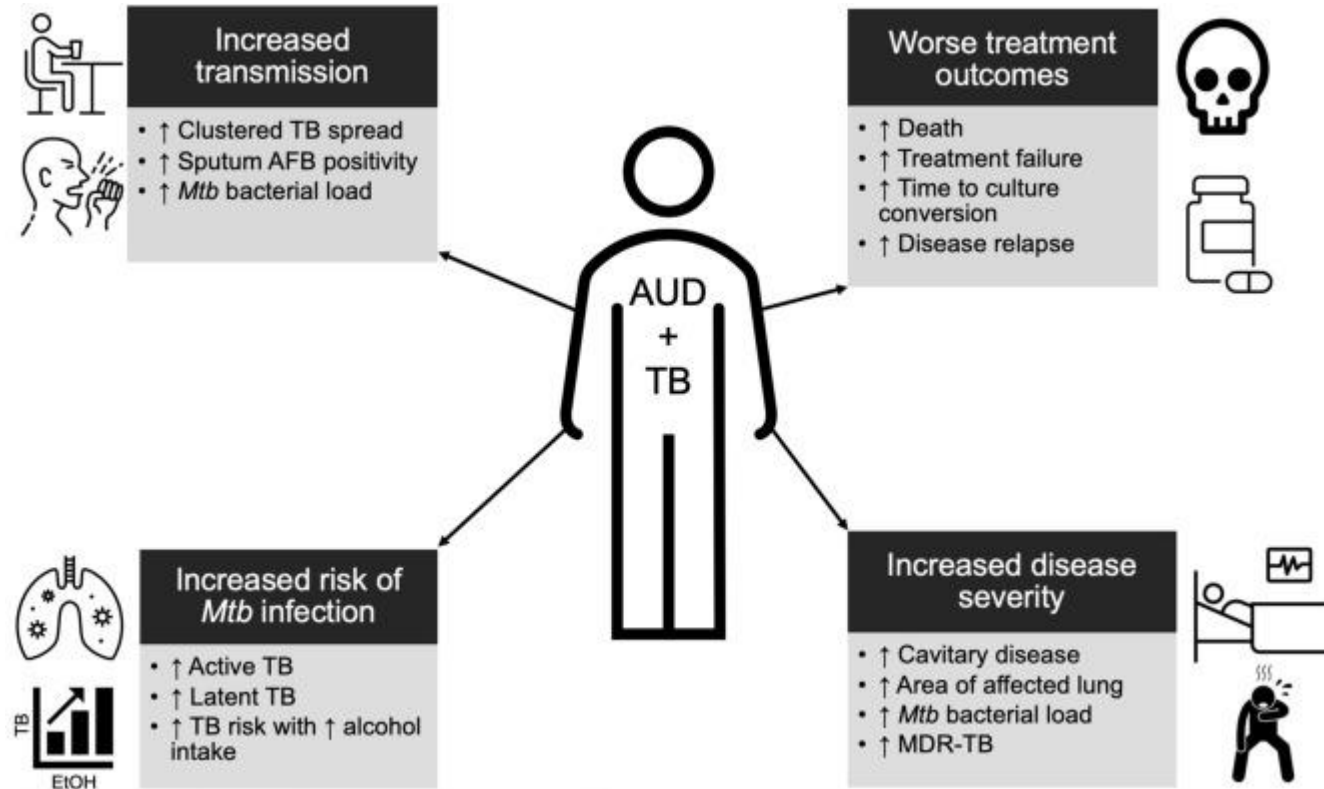 Increased
transmission
• ↑ Clustered TB spread
• ↑ Sputum AFB positivity
• ↑ Mtb bacterial load
Worse treatment
outcomes
• ↑ Death
• ↑ Treatment failure
• ↑ Time to culture
conversion
• ↑ Disease relapse
AUD
+
TB
Increased risk of
Mtb infection
• ↑ Active TB
• ↑ Latent TB
• ↑ TB risk with ↑ alcohol
intake
TB
EtOH
Increased disease
severity
• ↑ Cavitary disease
• ↑ Area of affected lung
• ↑ Mtb bacterial load
• ↑ MDR-TB